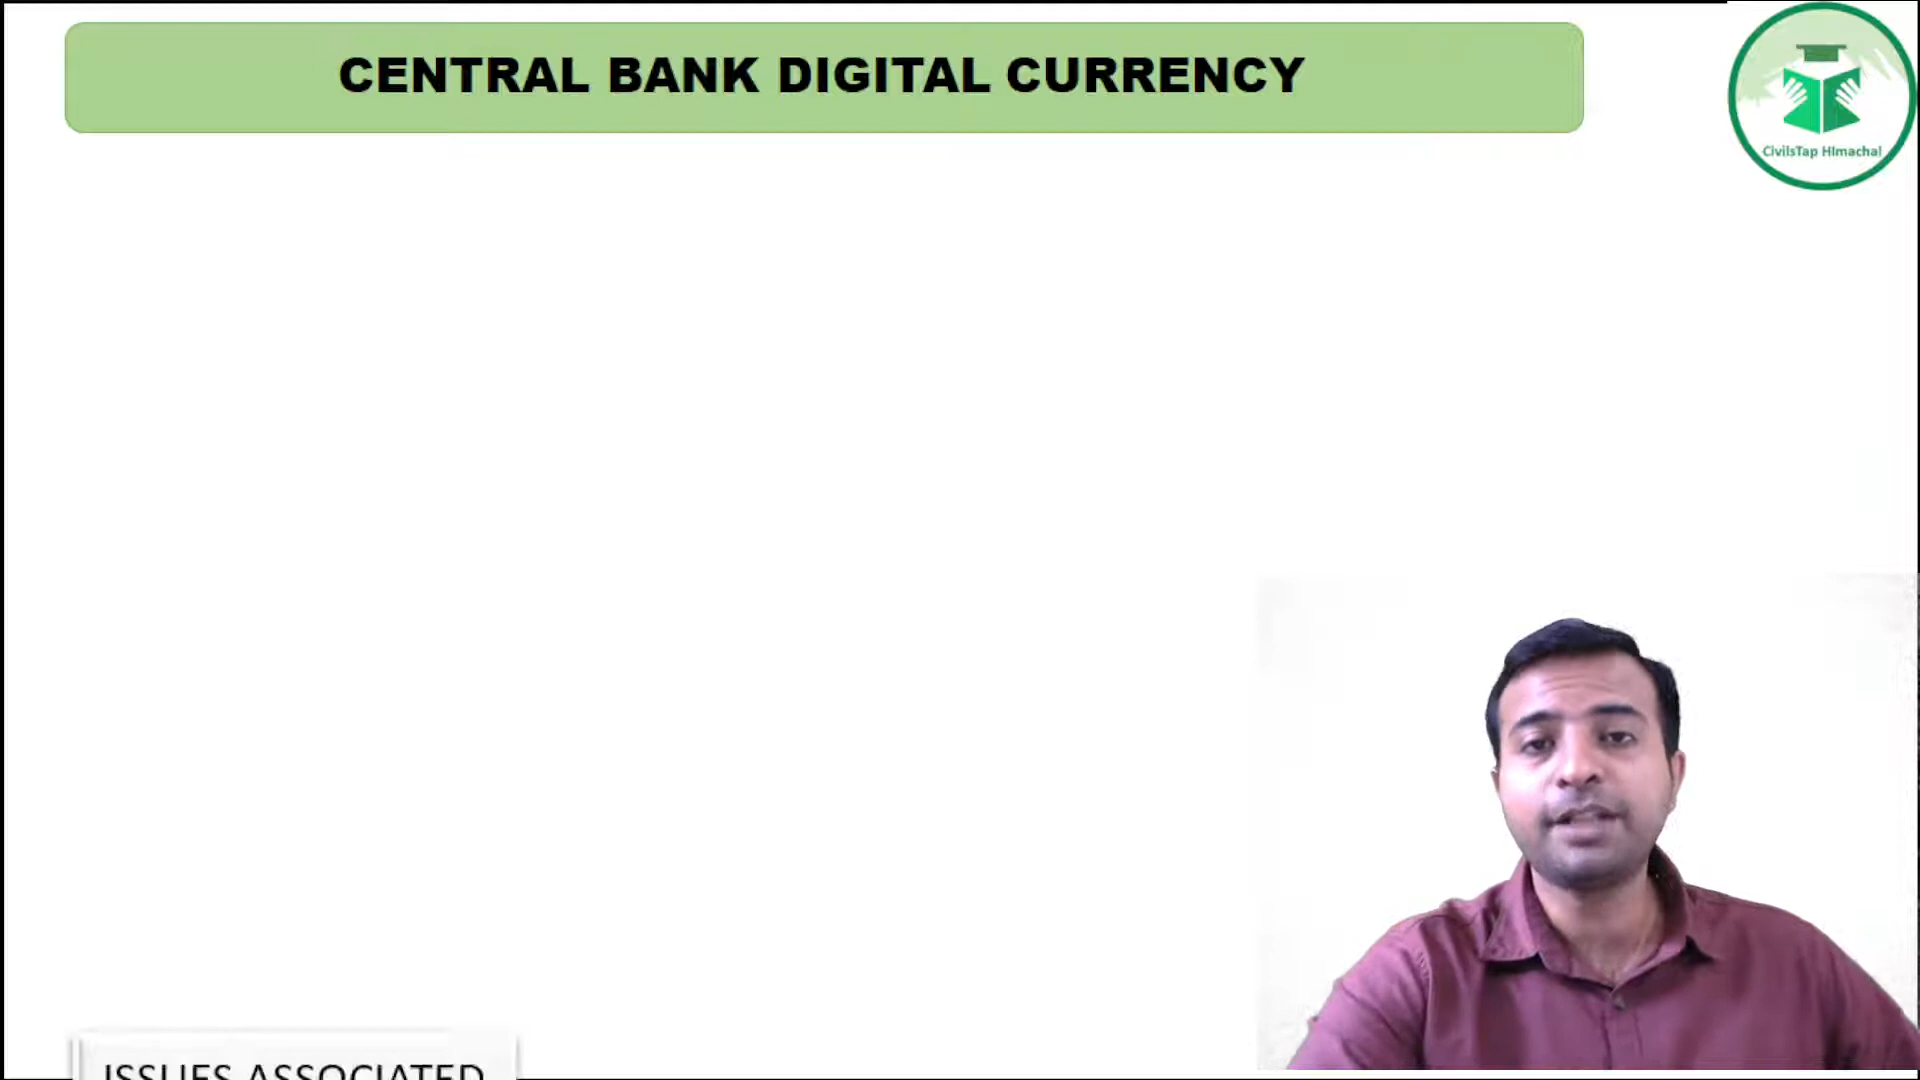 CENTRAL BANK DIGITAL CURRENCY
CivilsTap HImachal
ISSUES ASSOCIATED